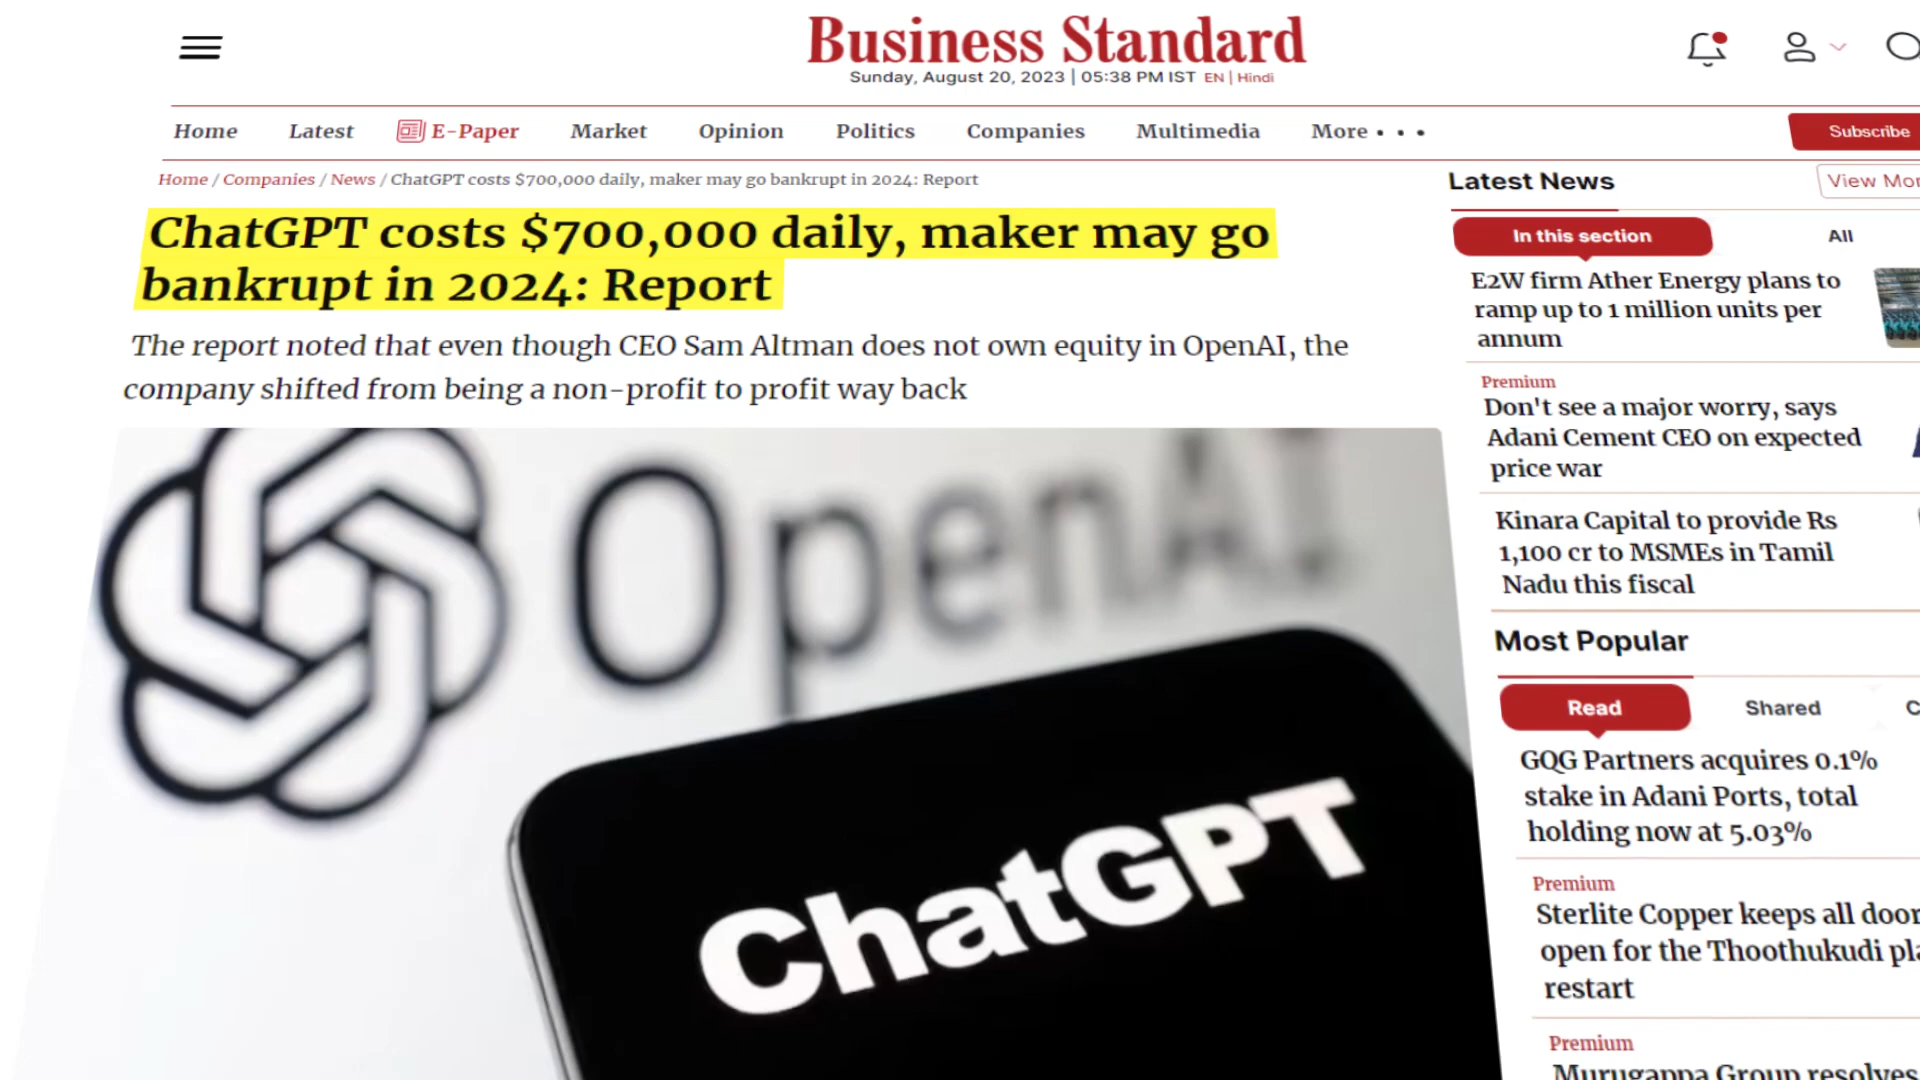 Business Standard
Sunday, August 20, 2023 | 05:38 PM IST EN | Hindi
Home Latest E-Paper Market Opinion Politics Companies Multimedia More
Subscribe
Home / Companies / News / ChatGPT costs $700,000 daily, maker may go bankrupt in 2024: Report
ChatGPT costs $700,000 daily, maker may go
bankrupt in 2024: Report
The report noted that even though CEO Sam Altman does not own equity in OpenAI, the
company shifted from being a non-profit to profit way back
OpenAI
ChatGPT
Latest News
View
In this section All
E2W firm Ather Energy plans to
ramp up to 1 million units per
annum
Premium
Don't see a major worry, says
Adani Cement CEO on expected
price war
Kinara Capital to provide Rs
1,100 cr to MSMEs in Tamil
Nadu this fiscal
Most Popular
Read Shared
GQG Partners acquires 0.1%
stake in Adani Ports, total
holding now at 5.03%
Premium
Sterlite Copper keeps all
open for the Thoothukudi
restart
Premium
Murugappa Group resolves